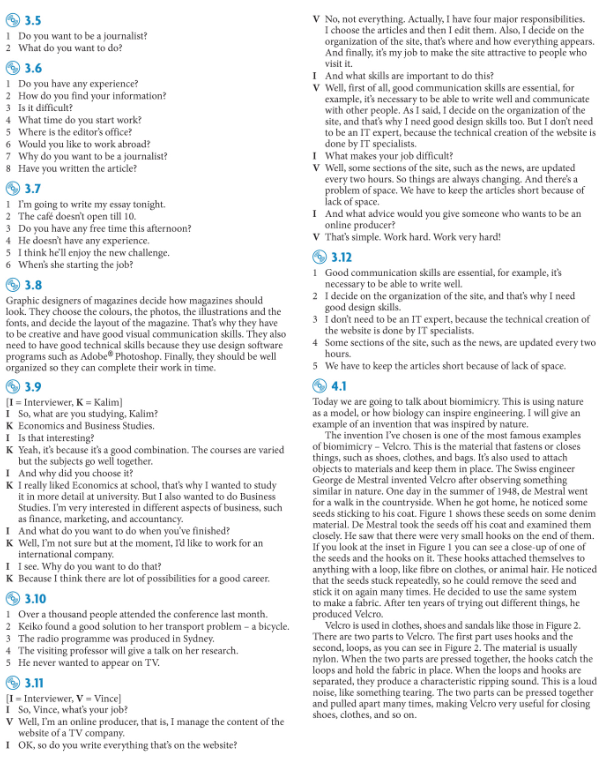 3.5
1 Do you want to be a journalist?
2 What do you want to do?
3.6
1 Do you have any experience?
2 How do you find your information?
3 Is it difficult?
4 What time do you start work?
5 Where is the editor's office?
6 Would you like to work abroad?
7 Why do you want to be a journalist?
8 Have you written the article?
3.7
1 I'm going to write my essay tonight.
2 The café doesn't open till 10.
3 Do you have any free time this afternoon?
4 He doesn't have any experience.
5 I think he'll enjoy the new challenge.
6 When's she starting the job?
3.8
Graphic designers of magazines decide how magazines should
look. They choose the colours, the photos, the illustrations and the
fonts, and decide the layout of the magazine. That's why they have
to be creative and have good visual communication skills. They also
need to have good technical skills because they use design software
programs such as Adobe® Photoshop. Finally, they should be well
organized so they can complete their work in time.
3.9
[I = Interviewer, K = Kalim]
I So, what are you studying, Kalim?
K Economics and Business Studies.
I Is that interesting?
K Yeah, it's because it's a good combination. The courses are varied
but the subjects go well together.
I And why did you choose it?
K I really liked Economics at school, that's why I wanted to study
it in more detail at university. But I also wanted to do Business
Studies. I'm very interested in different aspects of business, such
as finance, marketing, and accountancy.
I And what do you want to do when you've finished?
K Well, I'm not sure but at the moment, I'd like to work for an
international company.
I I see. Why do you want to do that?
K Because I think there are lot of possibilities for a good career.
3.10
1 Over a thousand people attended the conference last month.
2 Keiko found a good solution to her transport problem – a bicycle.
3 The radio programme was produced in Sydney.
4 The visiting professor will give a talk on her research.
5 He never wanted to appear on TV.
3.11
[I = Interviewer, V = Vince]
I So, Vince, what's your job?
V Well, I'm an online producer, that is, I manage the content of the
website of a TV company.
I OK, so do you write everything that's on the website?
V No, not everything. Actually, I have four major responsibilities.
I choose the articles and then I edit them. Also, I decide on the
organization of the site, that's where and how everything appears.
And finally, it's my job to make the site attractive to people who
visit it.
I And what skills are important to do this?
V Well, first of all, good communication skills are essential, for
example, it's necessary to be able to write well and communicate
with other people. As I said, I decide on the organization of the
site, and that's why I need good design skills too. But I don't need
to be an IT expert, because the technical creation of the website is
done by IT specialists.
I What makes your job difficult?
V Well, some sections of the site, such as the news, are updated
every two hours. So things are always changing. And there's a
problem of space. We have to keep the articles short because of
lack of space.
I And what advice would you give someone who wants to be an
online producer?
V That's simple. Work hard. Work very hard!
3.12
1 Good communication skills are essential, for example, it's
necessary to be able to write well.
2 I decide on the organization of the site, and that's why I need
good design skills.
3 I don't need to be an IT expert, because the technical creation of
the website is done by IT specialists.
4 Some sections of the site, such as the news, are updated every two
hours.
5 We have to keep the articles short because of lack of space.
4.1
Today we are going to talk about biomimicry. This is using nature
as a model, or how biology can inspire engineering. I will give an
example of an invention that was inspired by nature.
The invention I've chosen is one of the most famous examples
of biomimicry – Velcro. This is the material that fastens or closes
things, such as shoes, clothes, and bags. It's also used to attach
objects to materials and keep them in place. The Swiss engineer
George de Mestral invented Velcro after observing something
similar in nature. One day in the summer of 1948, de Mestral went
for a walk in the countryside. When he got home, he noticed some
seeds sticking to his coat. Figure 1 shows these seeds on some denim
material. De Mestral took the seeds off his coat and examined them
closely. He saw that there were very small hooks on the end of them.
If you look at the inset in Figure 1 you can see a close-up of one of
the seeds and the hooks on it. These hooks attached themselves to
anything with a loop, like fibre on clothes, or animal hair. He noticed
that the seeds stuck repeatedly, so he could remove the seed and
stick it on again many times. He decided to use the same system
to make a fabric. After ten years of trying out different things, he
produced Velcro.
Velcro is used in clothes, shoes and sandals like those in Figure 2.
There are two parts to Velcro. The first part uses hooks and the
second, loops, as you can see in Figure 2. The material is usually
nylon. When the two parts are pressed together, the hooks catch the
loops and hold the fabric in place. When the loops and hooks are
separated, they produce a characteristic ripping sound. This is a loud
noise, like something tearing. The two parts can be pressed together
and pulled apart many times, making Velcro very useful for closing
shoes, clothes, and so on.